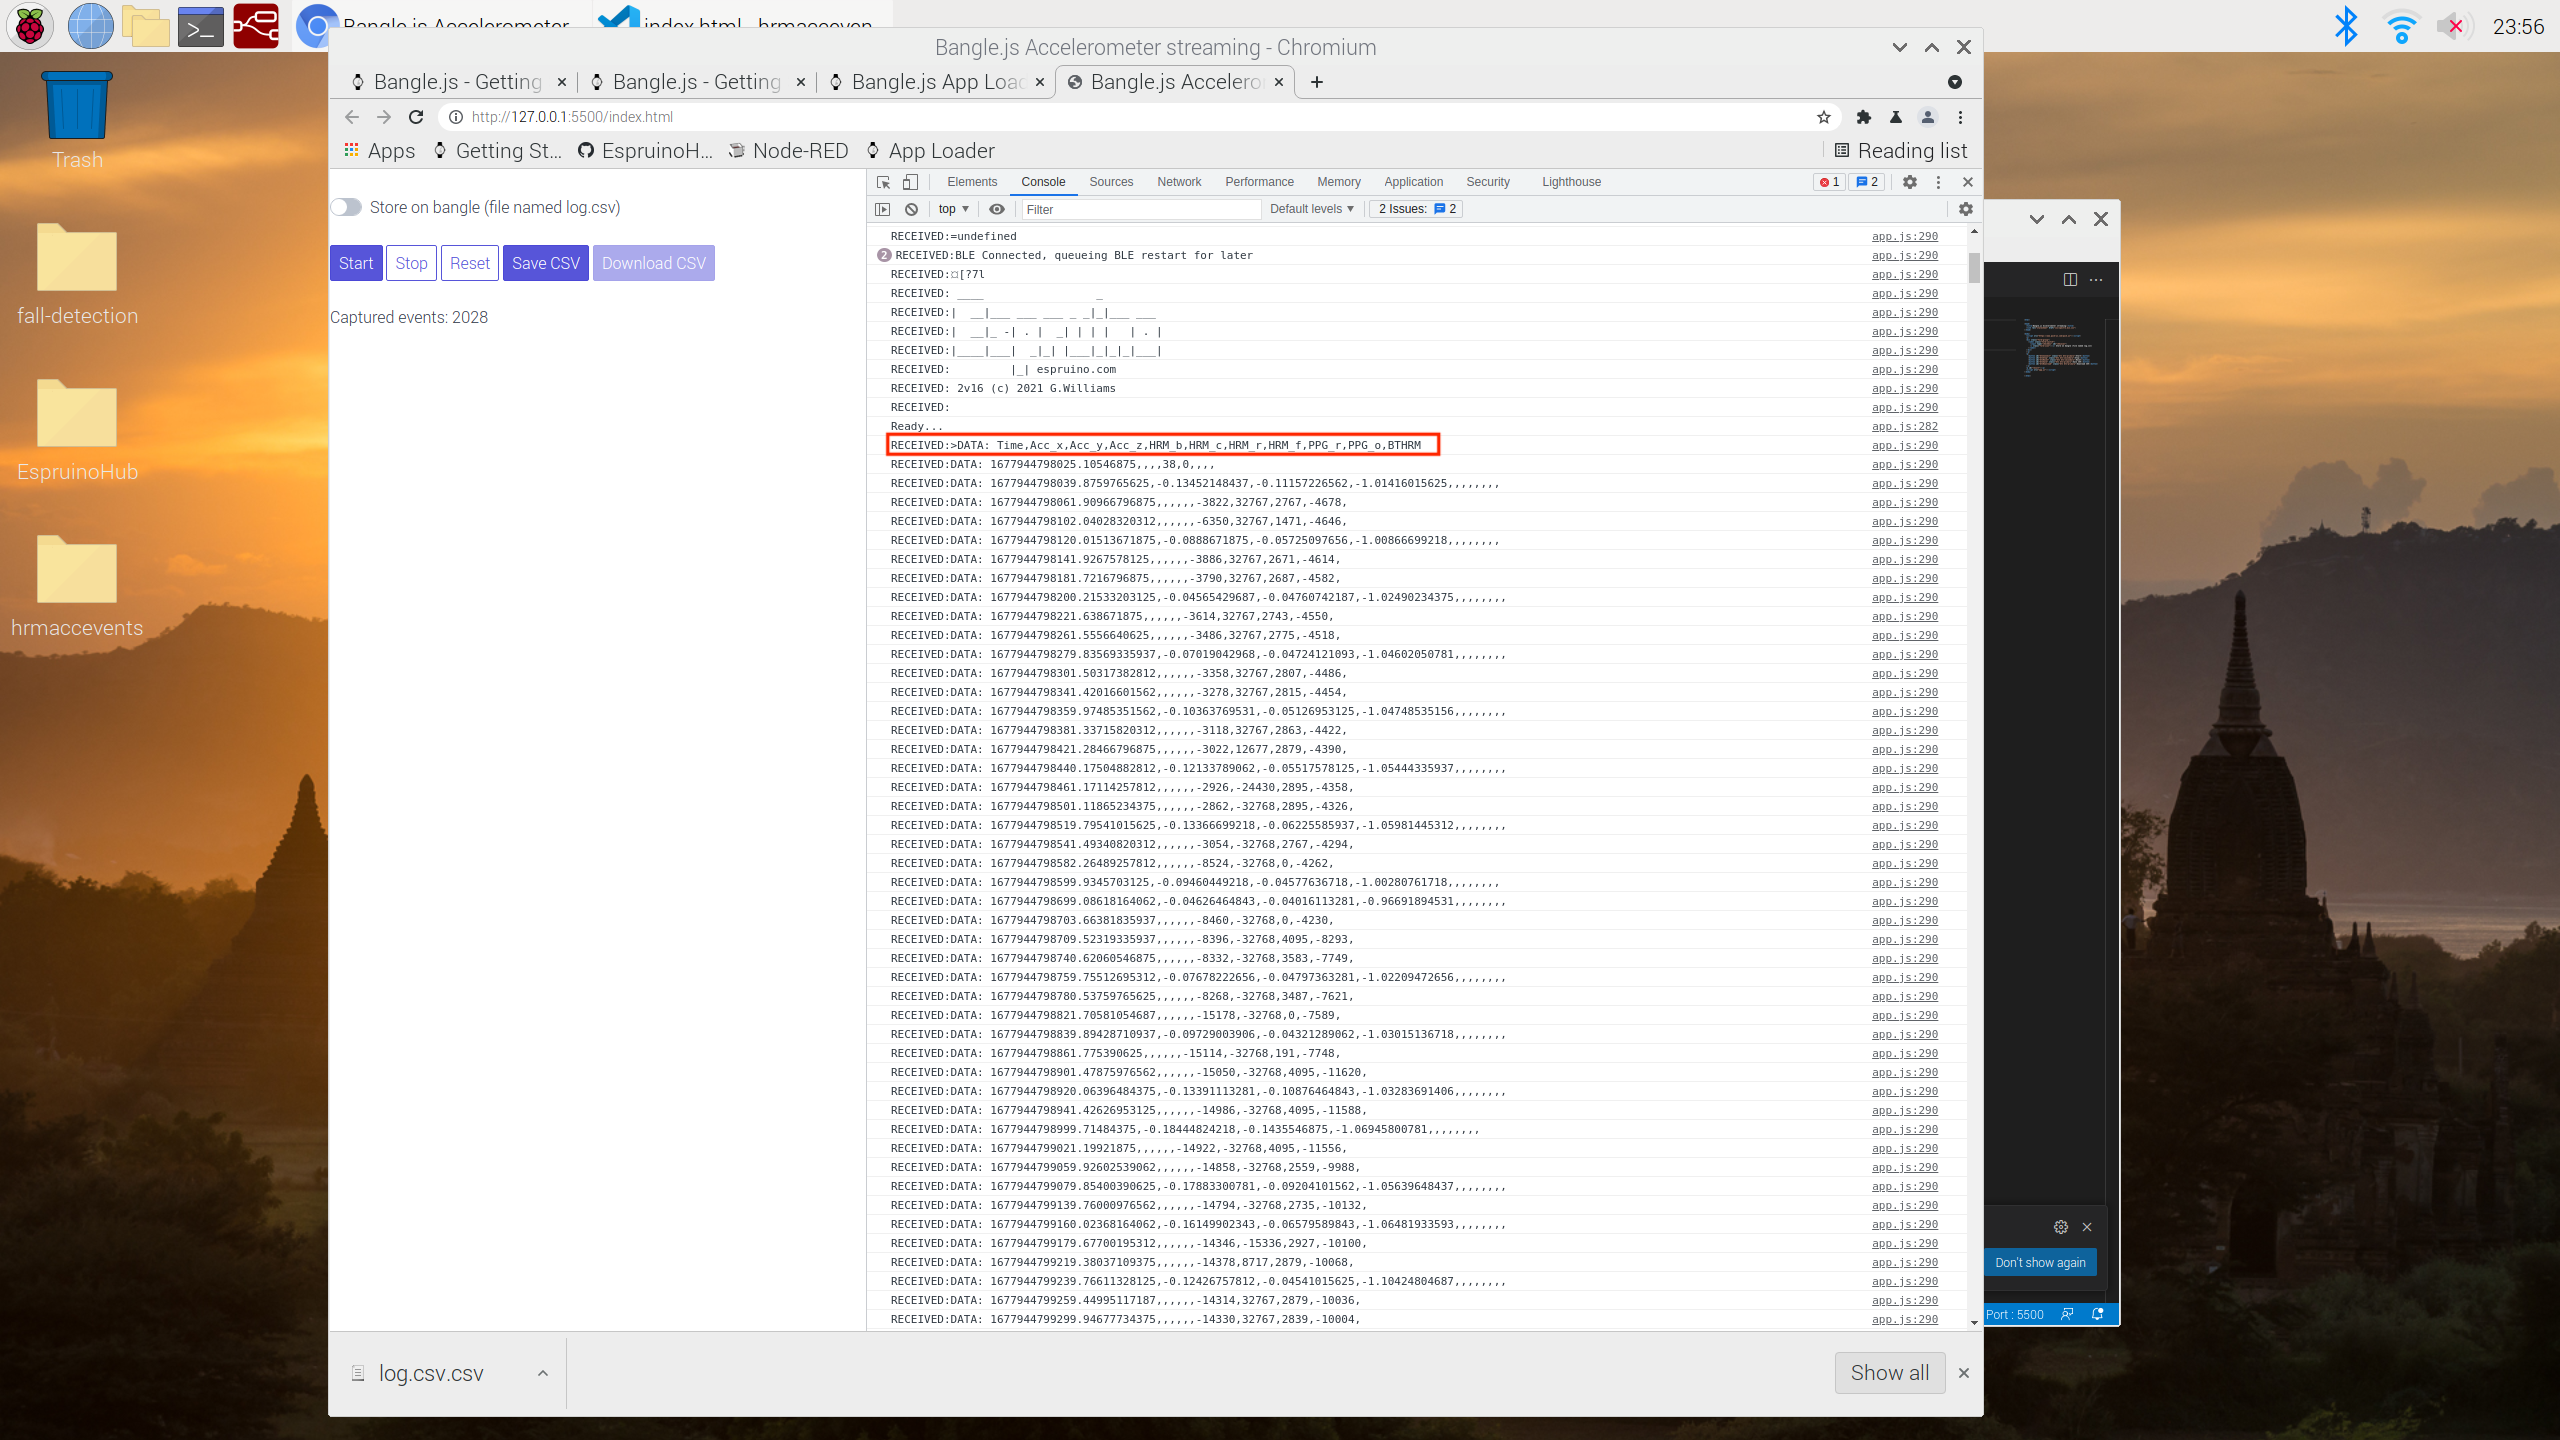 Bangle.js Accelerometer
index.html - hrmacceven
23:56
Bangle.js Accelerometer streaming - Chromium
Bangle.js - Getting
Bangle.js - Getting
Bangle.js App Loa
Bangle.js Accelero
http://127.0.0.1:5500/index.html
Apps
Getting St...
EspruinoH...
Node-RED
App Loader
Reading list
Trash
fall-detection
EspruinoHub
hrmaccevents
Store on bangle (file named log.csv)
Start Stop Reset Save CSV Download CSV
Captured events: 2028
Elements Console Sources Network Performance Memory Application Security Lighthouse 1 2
top Filter Default levels 2 Issues: 2
RECEIVED:=undefined app.js:290
2 RECEIVED:BLE Connected, queueing BLE restart for later app.js:290
RECEIVED:¤[?7l app.js:290
RECEIVED: ____                 _ app.js:290
RECEIVED:|  __|___ ___ ___ _ _|_|___ ___ app.js:290
RECEIVED:|  __|_ -| . |  _| | | |   | . | app.js:290
RECEIVED:|____|___|  _|_| |___|_|_|_|___| app.js:290
RECEIVED:         |_| espruino.com app.js:290
RECEIVED: 2v16 (c) 2021 G.Williams app.js:290
RECEIVED: app.js:290
Ready... app.js:282
RECEIVED:>DATA: Time,Acc_x,Acc_y,Acc_z,HRM_b,HRM_c,HRM_r,HRM_f,PPG_r,PPG_o,BTHRM app.js:290
RECEIVED:DATA: 1677944798025.10546875,,,,38,0,,,, app.js:290
RECEIVED:DATA: 1677944798039.8759765625,-0.13452148437,-0.11157226562,-1.01416015625,,,,,,,, app.js:290
RECEIVED:DATA: 1677944798061.90966796875,,,,,,-3822,32767,2767,-4678, app.js:290
RECEIVED:DATA: 1677944798102.04028320312,,,,,,-6350,32767,1471,-4646, app.js:290
RECEIVED:DATA: 1677944798120.01513671875,-0.0888671875,-0.05725097656,-1.00866699218,,,,,,,, app.js:290
RECEIVED:DATA: 1677944798141.9267578125,,,,,,-3886,32767,2671,-4614, app.js:290
RECEIVED:DATA: 1677944798181.7216796875,,,,,,-3790,32767,2687,-4582, app.js:290
RECEIVED:DATA: 1677944798200.21533203125,-0.04565429687,-0.04760742187,-1.02490234375,,,,,,,, app.js:290
RECEIVED:DATA: 1677944798221.638671875,,,,,,-3614,32767,2743,-4550, app.js:290
RECEIVED:DATA: 1677944798261.5556640625,,,,,,-3486,32767,2775,-4518, app.js:290
RECEIVED:DATA: 1677944798279.83569335937,-0.07019042968,-0.04724121093,-1.04602050781,,,,,,,, app.js:290
RECEIVED:DATA: 1677944798301.50317382812,,,,,,-3358,32767,2807,-4486, app.js:290
RECEIVED:DATA: 1677944798341.42016601562,,,,,,-3278,32767,2815,-4454, app.js:290
RECEIVED:DATA: 1677944798359.97485351562,-0.10363769531,-0.05126953125,-1.04748535156,,,,,,,, app.js:290
RECEIVED:DATA: 1677944798381.33715820312,,,,,,-3118,32767,2863,-4422, app.js:290
RECEIVED:DATA: 1677944798421.28466796875,,,,,,-3022,12677,2879,-4390, app.js:290
RECEIVED:DATA: 1677944798440.17504882812,-0.12133789062,-0.05517578125,-1.05444335937,,,,,,,, app.js:290
RECEIVED:DATA: 1677944798461.17114257812,,,,,,-2926,-24430,2895,-4358, app.js:290
RECEIVED:DATA: 1677944798501.11865234375,,,,,,-2862,-32768,2895,-4326, app.js:290
RECEIVED:DATA: 1677944798519.79541015625,-0.13366699218,-0.06225585937,-1.05981445312,,,,,,,, app.js:290
RECEIVED:DATA: 1677944798541.49340820312,,,,,,-3054,-32768,2767,-4294, app.js:290
RECEIVED:DATA: 1677944798582.26489257812,,,,,,-8524,-32768,0,-4262, app.js:290
RECEIVED:DATA: 1677944798599.9345703125,-0.09460449218,-0.04577636718,-1.00280761718,,,,,,,, app.js:290
RECEIVED:DATA: 1677944798699.08618164062,-0.04626464843,-0.04016113281,-0.96691894531,,,,,,,, app.js:290
RECEIVED:DATA: 1677944798703.66381835937,,,,,,-8460,-32768,0,-4230, app.js:290
RECEIVED:DATA: 1677944798709.52319335937,,,,,,-8396,-32768,4095,-8293, app.js:290
RECEIVED:DATA: 1677944798740.62060546875,,,,,,-8332,-32768,3583,-7749, app.js:290
RECEIVED:DATA: 1677944798759.75512695312,-0.07678222656,-0.04797363281,-1.02209472656,,,,,,,, app.js:290
RECEIVED:DATA: 1677944798780.53759765625,,,,,,-8268,-32768,3487,-7621, app.js:290
RECEIVED:DATA: 1677944798821.70581054687,,,,,,-15178,-32768,0,-7589, app.js:290
RECEIVED:DATA: 1677944798839.89428710937,-0.09729003906,-0.04321289062,-1.03015136718,,,,,,,, app.js:290
RECEIVED:DATA: 1677944798861.775390625,,,,,,-15114,-32768,191,-7748, app.js:290
RECEIVED:DATA: 1677944798901.47875976562,,,,,,-15050,-32768,4095,-11620, app.js:290
RECEIVED:DATA: 1677944798920.06396484375,-0.13391113281,-0.10876464843,-1.03283691406,,,,,,,, app.js:290
RECEIVED:DATA: 1677944798941.42626953125,,,,,,-14986,-32768,4095,-11588, app.js:290
RECEIVED:DATA: 1677944798999.71484375,-0.18444824218,-0.1435546875,-1.06945800781,,,,,,,, app.js:290
RECEIVED:DATA: 1677944799021.19921875,,,,,,-14922,-32768,4095,-11556, app.js:290
RECEIVED:DATA: 1677944799059.92602539062,,,,,,-14858,-32768,2559,-9988, app.js:290
RECEIVED:DATA: 1677944799079.85400390625,-0.17883300781,-0.09204101562,-1.05639648437,,,,,,,, app.js:290
RECEIVED:DATA: 1677944799139.76000976562,,,,,,-14794,-32768,2735,-10132, app.js:290
RECEIVED:DATA: 1677944799160.02368164062,-0.16149902343,-0.06579589843,-1.06481933593,,,,,,,, app.js:290
RECEIVED:DATA: 1677944799179.67700195312,,,,,,-14346,-15336,2927,-10100, app.js:290
RECEIVED:DATA: 1677944799219.38037109375,,,,,,-14378,8717,2879,-10068, app.js:290
RECEIVED:DATA: 1677944799239.76611328125,-0.12426757812,-0.04541015625,-1.10424804687,,,,,,,, app.js:290
RECEIVED:DATA: 1677944799259.44995117187,,,,,,-14314,32767,2879,-10036, app.js:290
RECEIVED:DATA: 1677944799299.94677734375,,,,,,-14330,32767,2839,-10004, app.js:290
Don't show again
Port : 5500
log.csv.csv
Show all